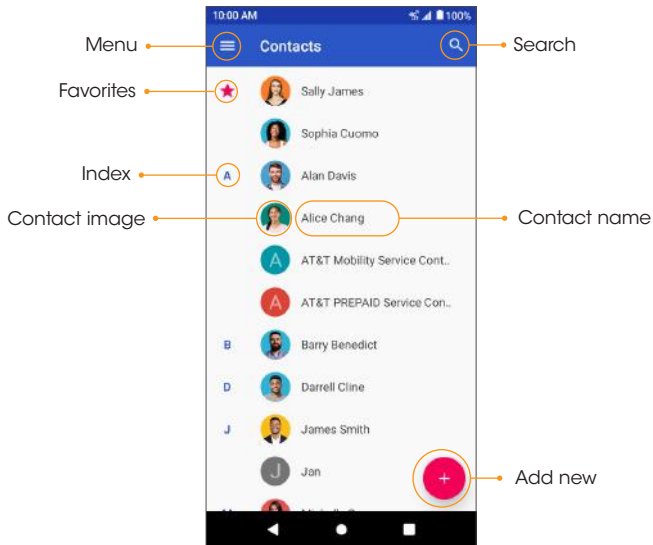 10:00 AM 100%
Menu Contacts Search
Favorites Sally James
Sophia Cuomo
Index A Alan Davis
Contact image Alice Chang Contact name
A AT&T Mobility Service Cont..
A AT&T PREPAID Service Con..
B Barry Benedict
D Darrell Cline
J James Smith
J Jan + Add new